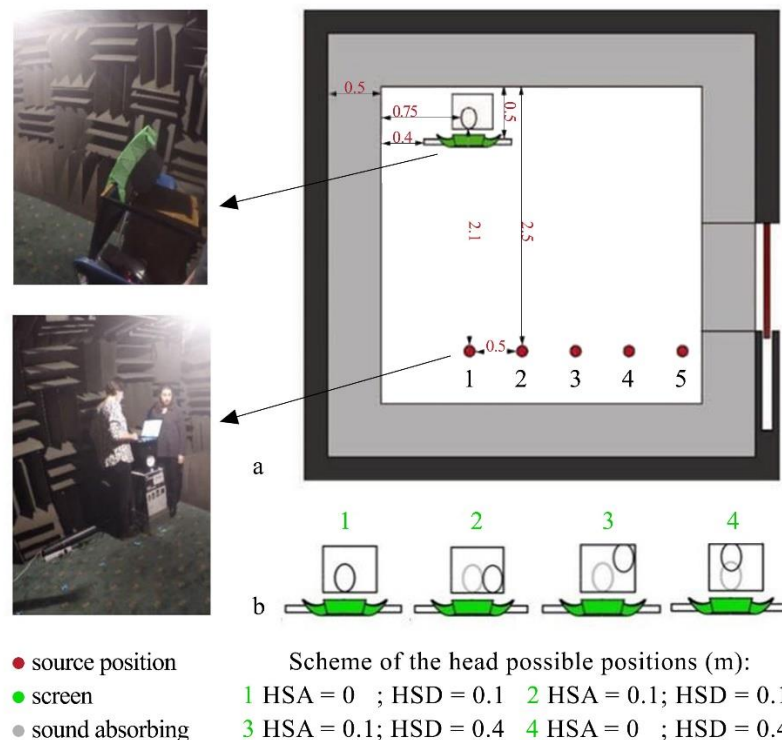 0.5
0.75
0.5
0.4
2.1
2.5
0.5
1 2 3 4 5
a
1 2 3 4
b
source position
screen
sound absorbing
Scheme of the head possible positions (m):
1 HSA = 0 ; HSD = 0.1 2 HSA = 0.1; HSD = 0.1
3 HSA = 0.1; HSD = 0.4 4 HSA = 0 ; HSD = 0.4